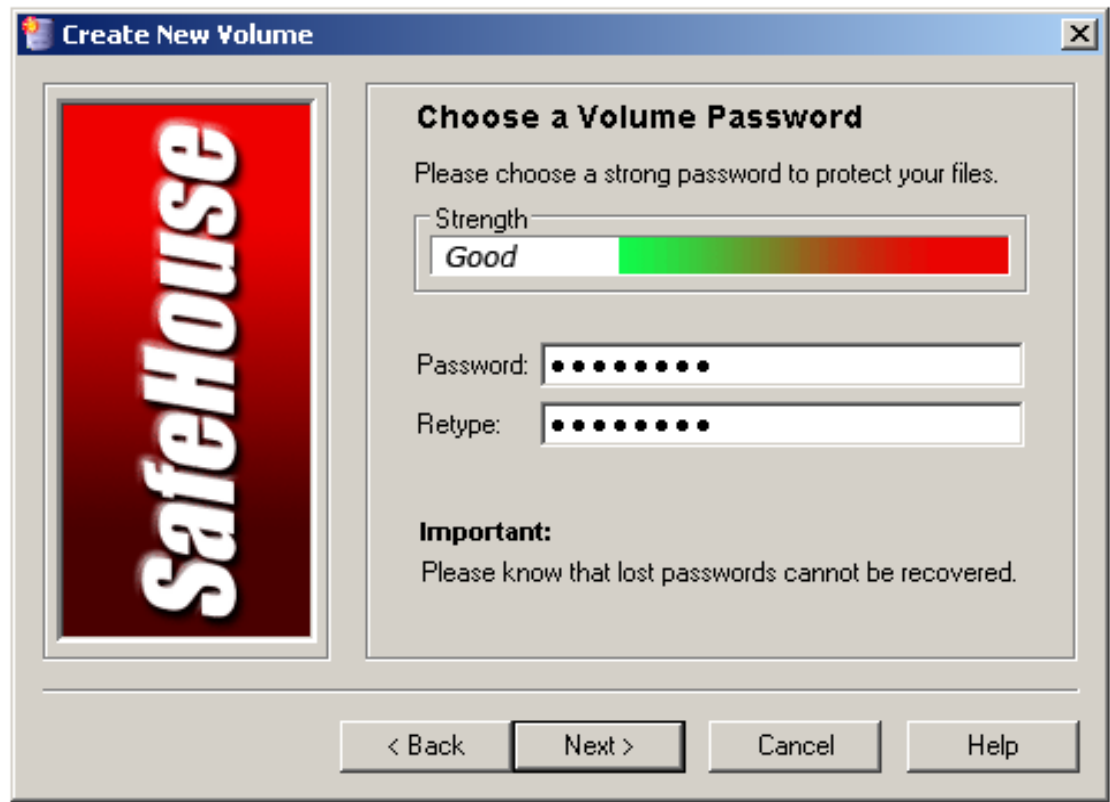 Create New Volume
SafeHouse
Choose a Volume Password
Please choose a strong password to protect your files.
Strength
Good
Password: ●●●●●●●●
Retype: ●●●●●●●●
Important:
Please know that lost passwords cannot be recovered.
< Back Next > Cancel Help